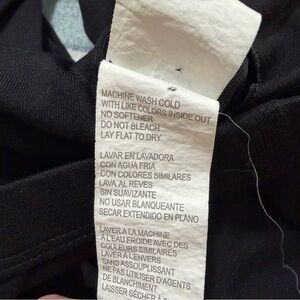 MACHINE WASH COLD
WITH LIKE COLORS INSIDE OUT
NO SOFTENER
DO NOT BLEACH
LAY FLAT TO DRY
LAVAR EN LAVADORA
CON AGUA FRIA
CON COLORES SIMILARES
LAVA AL REVES
SIN SUAVIZANTE
NO USAR BLANQUEANTE
SECAR EXTENDIDO EN PLANO
LAVER A LA MACHINE
A L'EAU FROIDE AVEC DES
COULEURS SIMILAIRES
LAVER A L'ENVERS
SANS ASSOUPLISSANT
NE PAS UTILISER D'AGENTS
DE BLANCHIMENT
LAISSER SÉCHER À